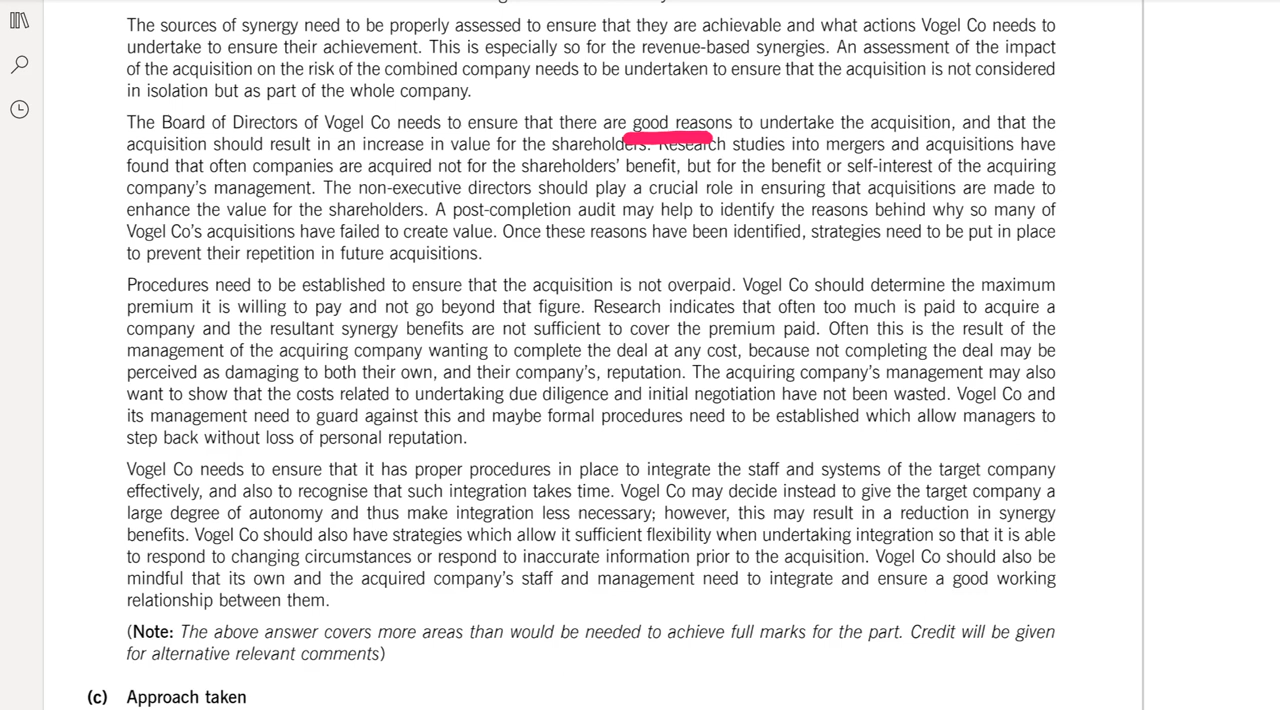 The sources of synergy need to be properly assessed to ensure that they are achievable and what actions Vogel Co needs to
undertake to ensure their achievement. This is especially so for the revenue-based synergies. An assessment of the impact
of the acquisition on the risk of the combined company needs to be undertaken to ensure that the acquisition is not considered
in isolation but as part of the whole company.
The Board of Directors of Vogel Co needs to ensure that there are good reasons to undertake the acquisition, and that the
acquisition should result in an increase in value for the shareholders. Research studies into mergers and acquisitions have
found that often companies are acquired not for the shareholders' benefit, but for the benefit or self-interest of the acquiring
company's management. The non-executive directors should play a crucial role in ensuring that acquisitions are made to
enhance the value for the shareholders. A post-completion audit may help to identify the reasons behind why so many of
Vogel Co's acquisitions have failed to create value. Once these reasons have been identified, strategies need to be put in place
to prevent their repetition in future acquisitions.
Procedures need to be established to ensure that the acquisition is not overpaid. Vogel Co should determine the maximum
premium it is willing to pay and not go beyond that figure. Research indicates that often too much is paid to acquire a
company and the resultant synergy benefits are not sufficient to cover the premium paid. Often this is the result of the
management of the acquiring company wanting to complete the deal at any cost, because not completing the deal may be
perceived as damaging to both their own, and their company's, reputation. The acquiring company's management may also
want to show that the costs related to undertaking due diligence and initial negotiation have not been wasted. Vogel Co and
its management need to guard against this and maybe formal procedures need to be established which allow managers to
step back without loss of personal reputation.
Vogel Co needs to ensure that it has proper procedures in place to integrate the staff and systems of the target company
effectively, and also to recognise that such integration takes time. Vogel Co may decide instead to give the target company a
large degree of autonomy and thus make integration less necessary; however, this may result in a reduction in synergy
benefits. Vogel Co should also have strategies which allow it sufficient flexibility when undertaking integration so that it is able
to respond to changing circumstances or respond to inaccurate information prior to the acquisition. Vogel Co should also be
mindful that its own and the acquired company's staff and management need to integrate and ensure a good working
relationship between them.
(Note: The above answer covers more areas than would be needed to achieve full marks for the part. Credit will be given
for alternative relevant comments)
(c) Approach taken